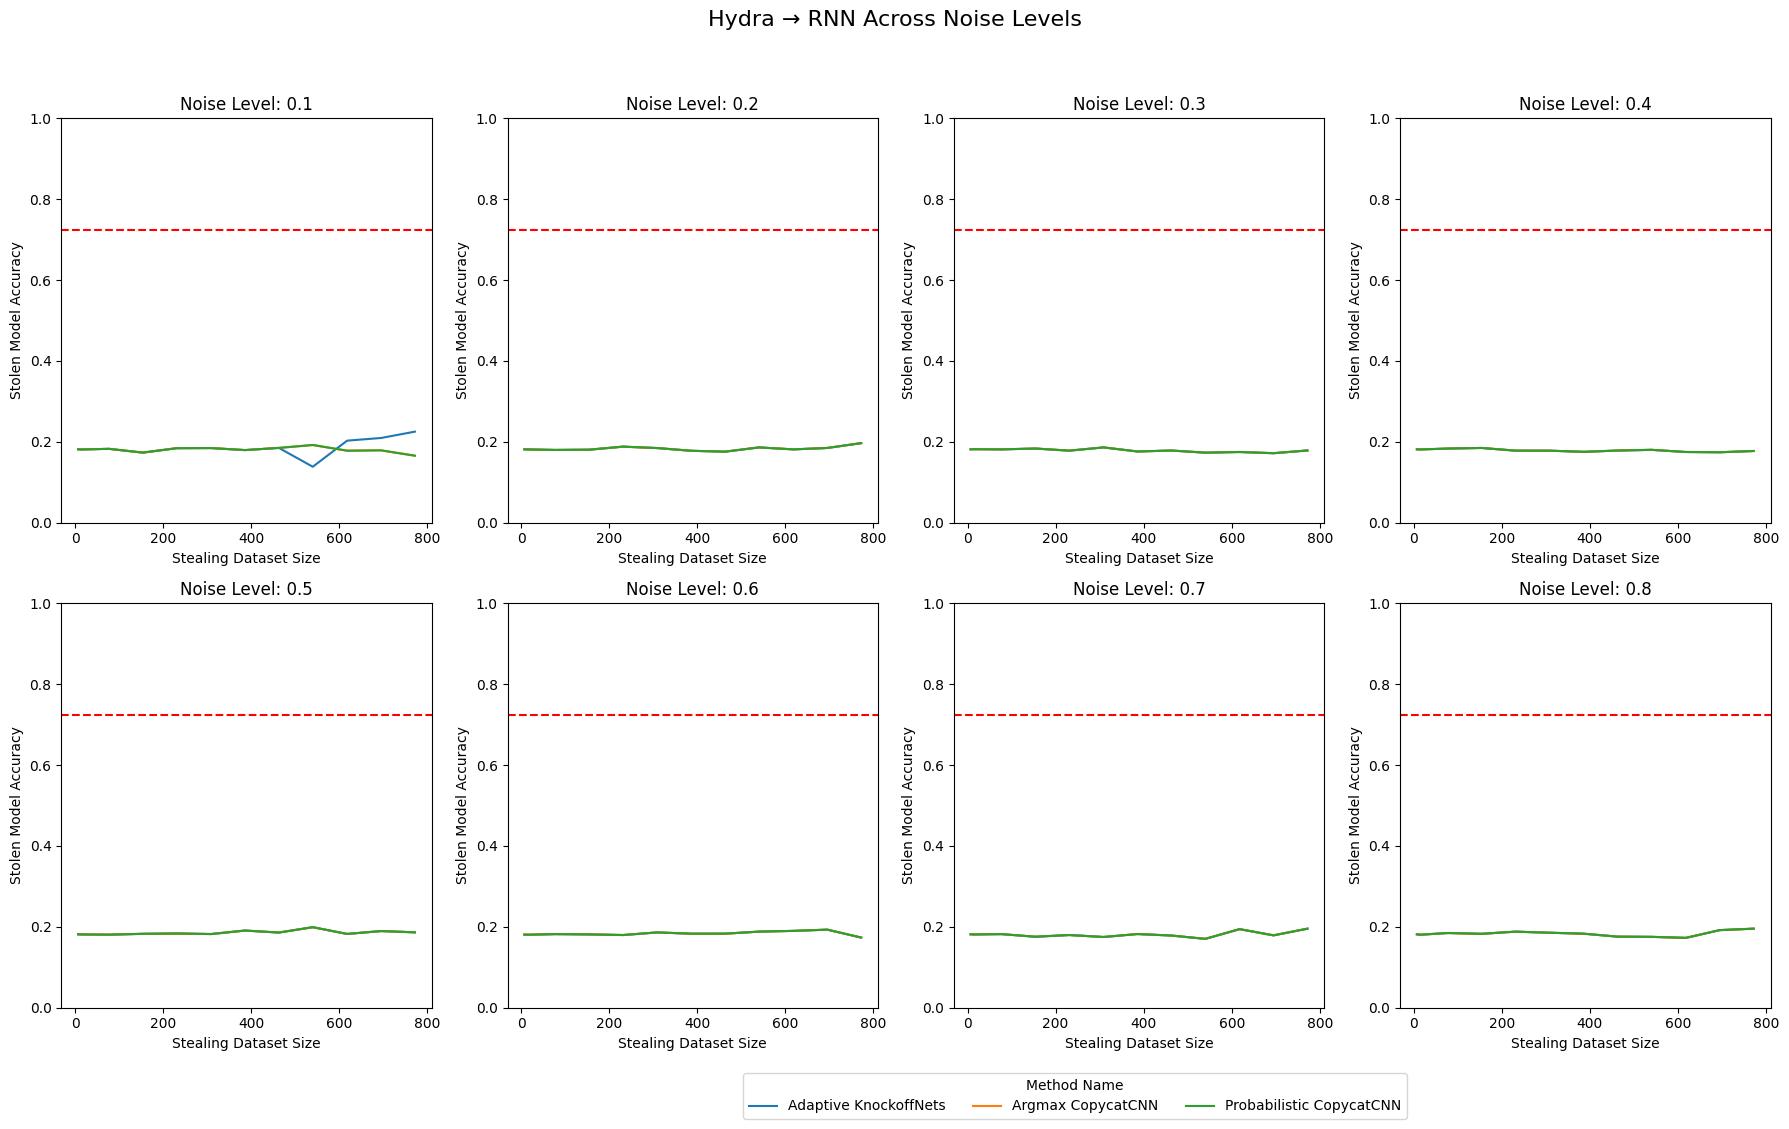 Hydra → RNN Across Noise Levels
Noise Level: 0.1
Stolen Model Accuracy
1.0
0.8
0.6
0.4
0.2
0.0
0 200 400 600 800
Stealing Dataset Size
Noise Level: 0.2
Stolen Model Accuracy
1.0
0.8
0.6
0.4
0.2
0.0
0 200 400 600 800
Stealing Dataset Size
Noise Level: 0.3
Stolen Model Accuracy
1.0
0.8
0.6
0.4
0.2
0.0
0 200 400 600 800
Stealing Dataset Size
Noise Level: 0.4
Stolen Model Accuracy
1.0
0.8
0.6
0.4
0.2
0.0
0 200 400 600 800
Stealing Dataset Size
Noise Level: 0.5
Stolen Model Accuracy
1.0
0.8
0.6
0.4
0.2
0.0
0 200 400 600 800
Stealing Dataset Size
Noise Level: 0.6
Stolen Model Accuracy
1.0
0.8
0.6
0.4
0.2
0.0
0 200 400 600 800
Stealing Dataset Size
Noise Level: 0.7
Stolen Model Accuracy
1.0
0.8
0.6
0.4
0.2
0.0
0 200 400 600 800
Stealing Dataset Size
Noise Level: 0.8
Stolen Model Accuracy
1.0
0.8
0.6
0.4
0.2
0.0
0 200 400 600 800
Stealing Dataset Size
Method Name
Adaptive KnockoffNets Argmax CopycatCNN Probabilistic CopycatCNN